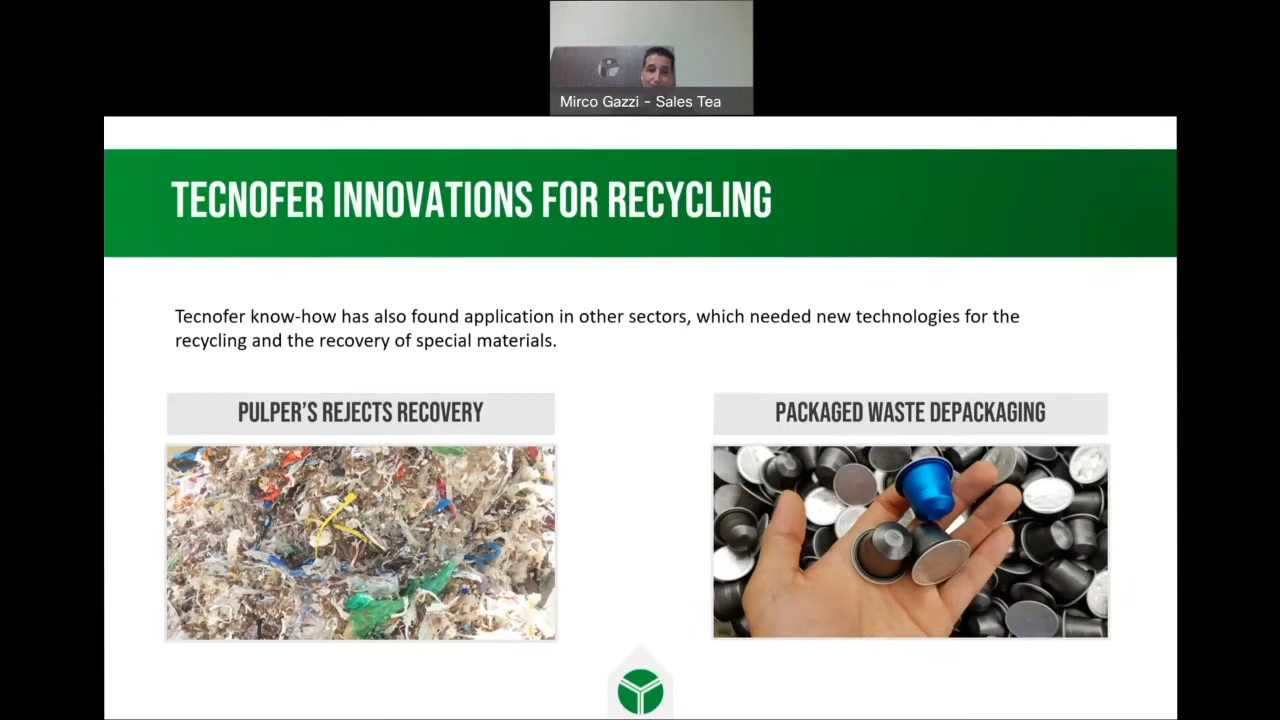 Mirco Gazzi - Sales Tea
TECNOFER INNOVATIONS FOR RECYCLING
Tecnofer know-how has also found application in other sectors, which needed new technologies for the
recycling and the recovery of special materials.
PULPER'S REJECTS RECOVERY
PACKAGED WASTE DEPACKAGING